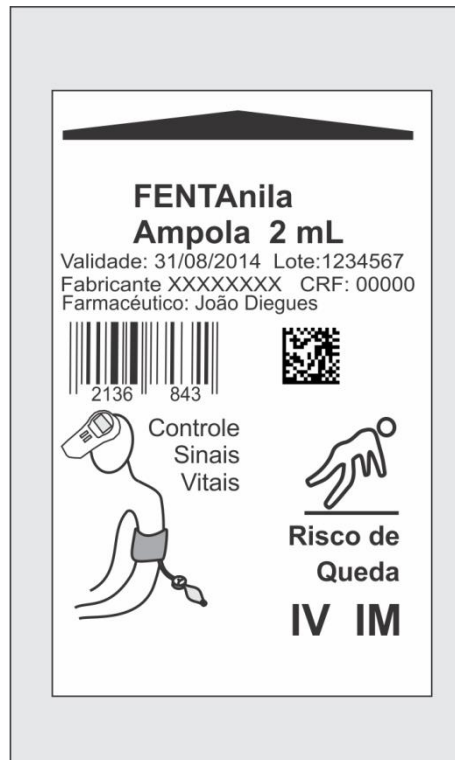 FENTAnila
Ampola 2 mL
Validade: 31/08/2014 Lote:1234567
Fabricante XXXXXXXX CRF: 00000
Farmacéutico: João Diegues
2136 843
Controle
Sinais
Vitais
Risco de
Queda
IV IM